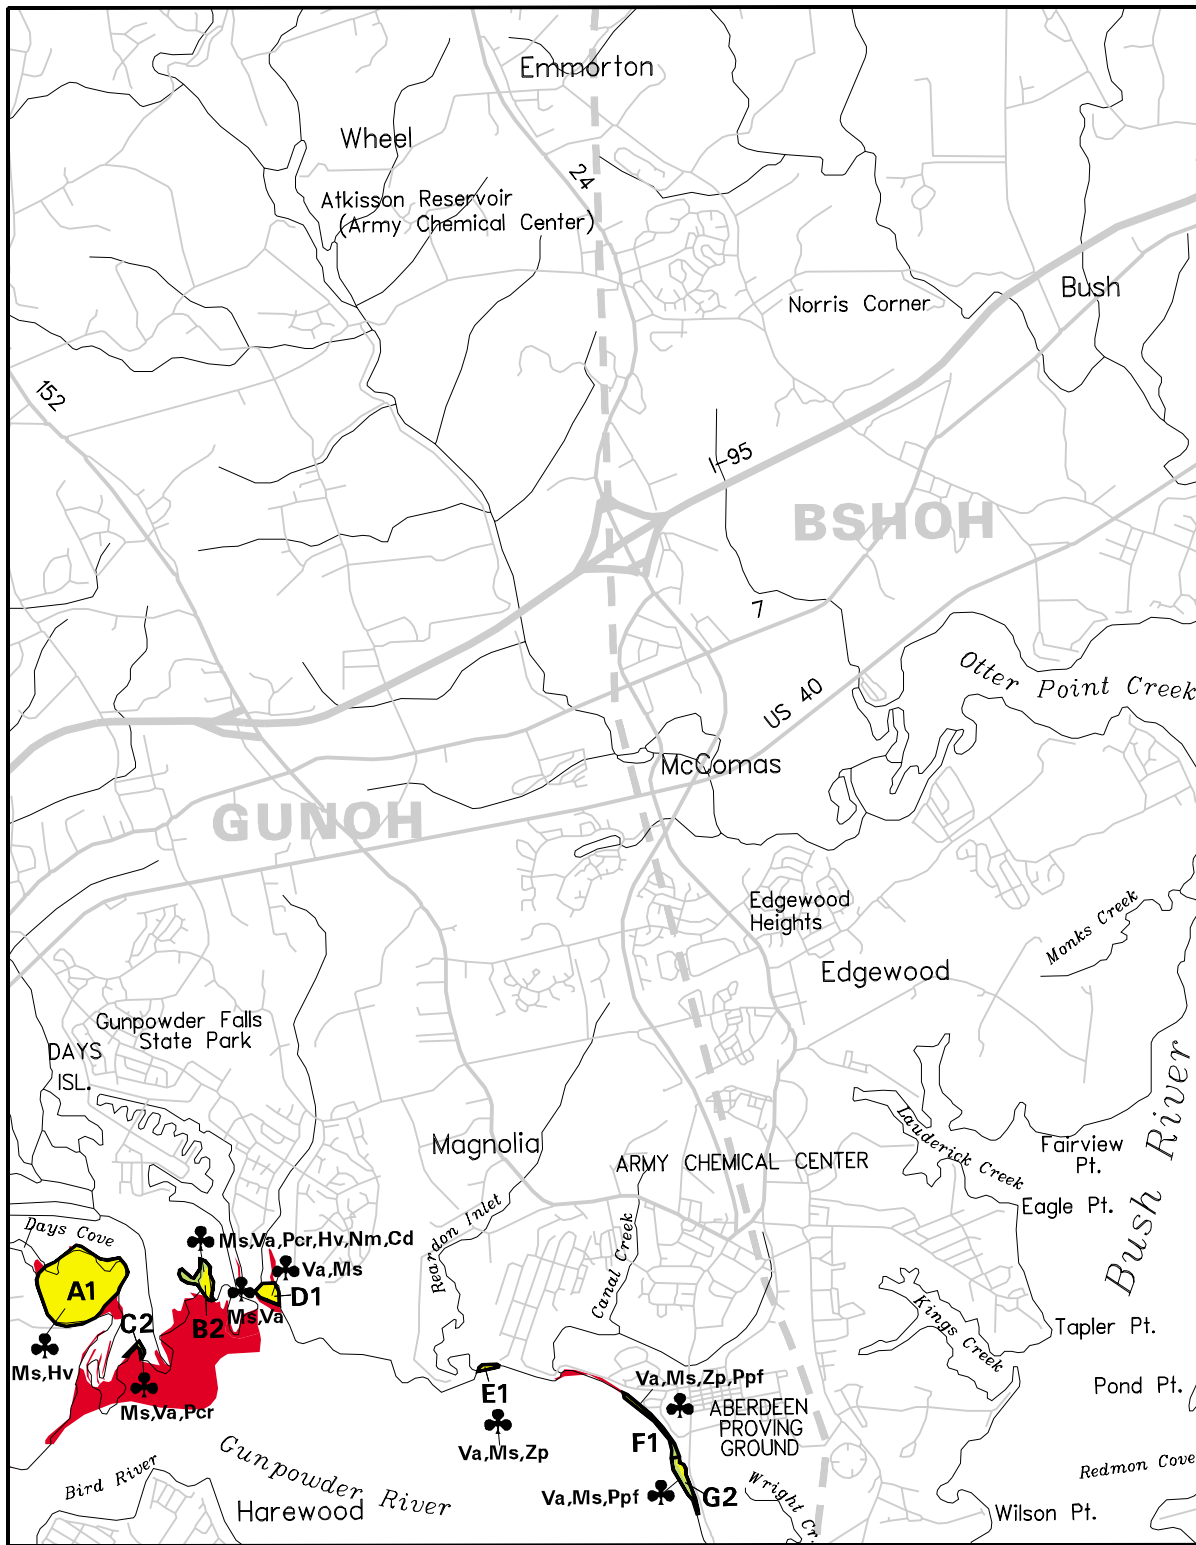 Emmorton
Wheel
24
Atkisson Reservoir
(Army Chemical Center)
Bush
Norris Corner
152
I-95
BSHOH
7
Otter Point Creek
US 40
McComas
GUNOH
Edgewood
Heights
Monks Creek
Edgewood
Gunpowder Falls
State Park
DAYS
ISL.
Bush River
Lauderick Creek
Magnolia
Fairview
Pt.
ARMY CHEMICAL CENTER
Eagle Pt.
Reardon Inlet
Days Cove
Ms,Va,Pcr,Hv,Nm,Cd
Va,Ms
Canal Creek
A1
D1
Kings Creek
C2
B2
Ms,Va
Tapler Pt.
Ms,Hv
E1
Va,Ms,Zp,Ppf
Pond Pt.
Ms,Va,Pcr
ABERDEEN
PROVING
GROUND
F1
Va,Ms,Zp
Gunpowder River
Bird River
Redmon Cove
Wright Cr.
Va,Ms,Ppf
G2
Harewood
Wilson Pt.